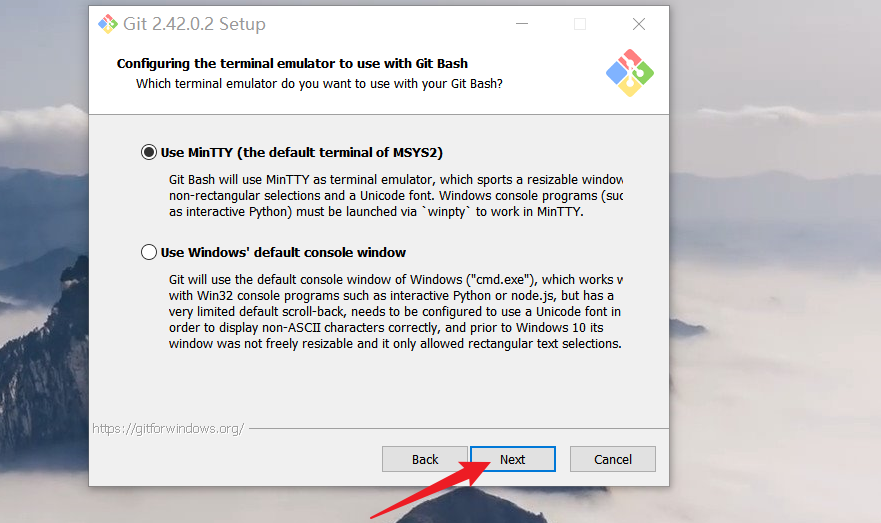 Git 2.42.0.2 Setup
Configuring the terminal emulator to use with Git Bash
Which terminal emulator do you want to use with your Git Bash?
Use MinTTY (the default terminal of MSYS2)
Git Bash will use MinTTY as terminal emulator, which sports a resizable window
non-rectangular selections and a Unicode font. Windows console programs (suc
as interactive Python) must be launched via `winpty` to work in MinTTY.
Use Windows' default console window
Git will use the default console window of Windows ("cmd.exe"), which works w
with Win32 console programs such as interactive Python or node.js, but has a
very limited default scroll-back, needs to be configured to use a Unicode font in
order to display non-ASCII characters correctly, and prior to Windows 10 its
window was not freely resizable and it only allowed rectangular text selections.
https://gitforwindows.org/
Back Next Cancel